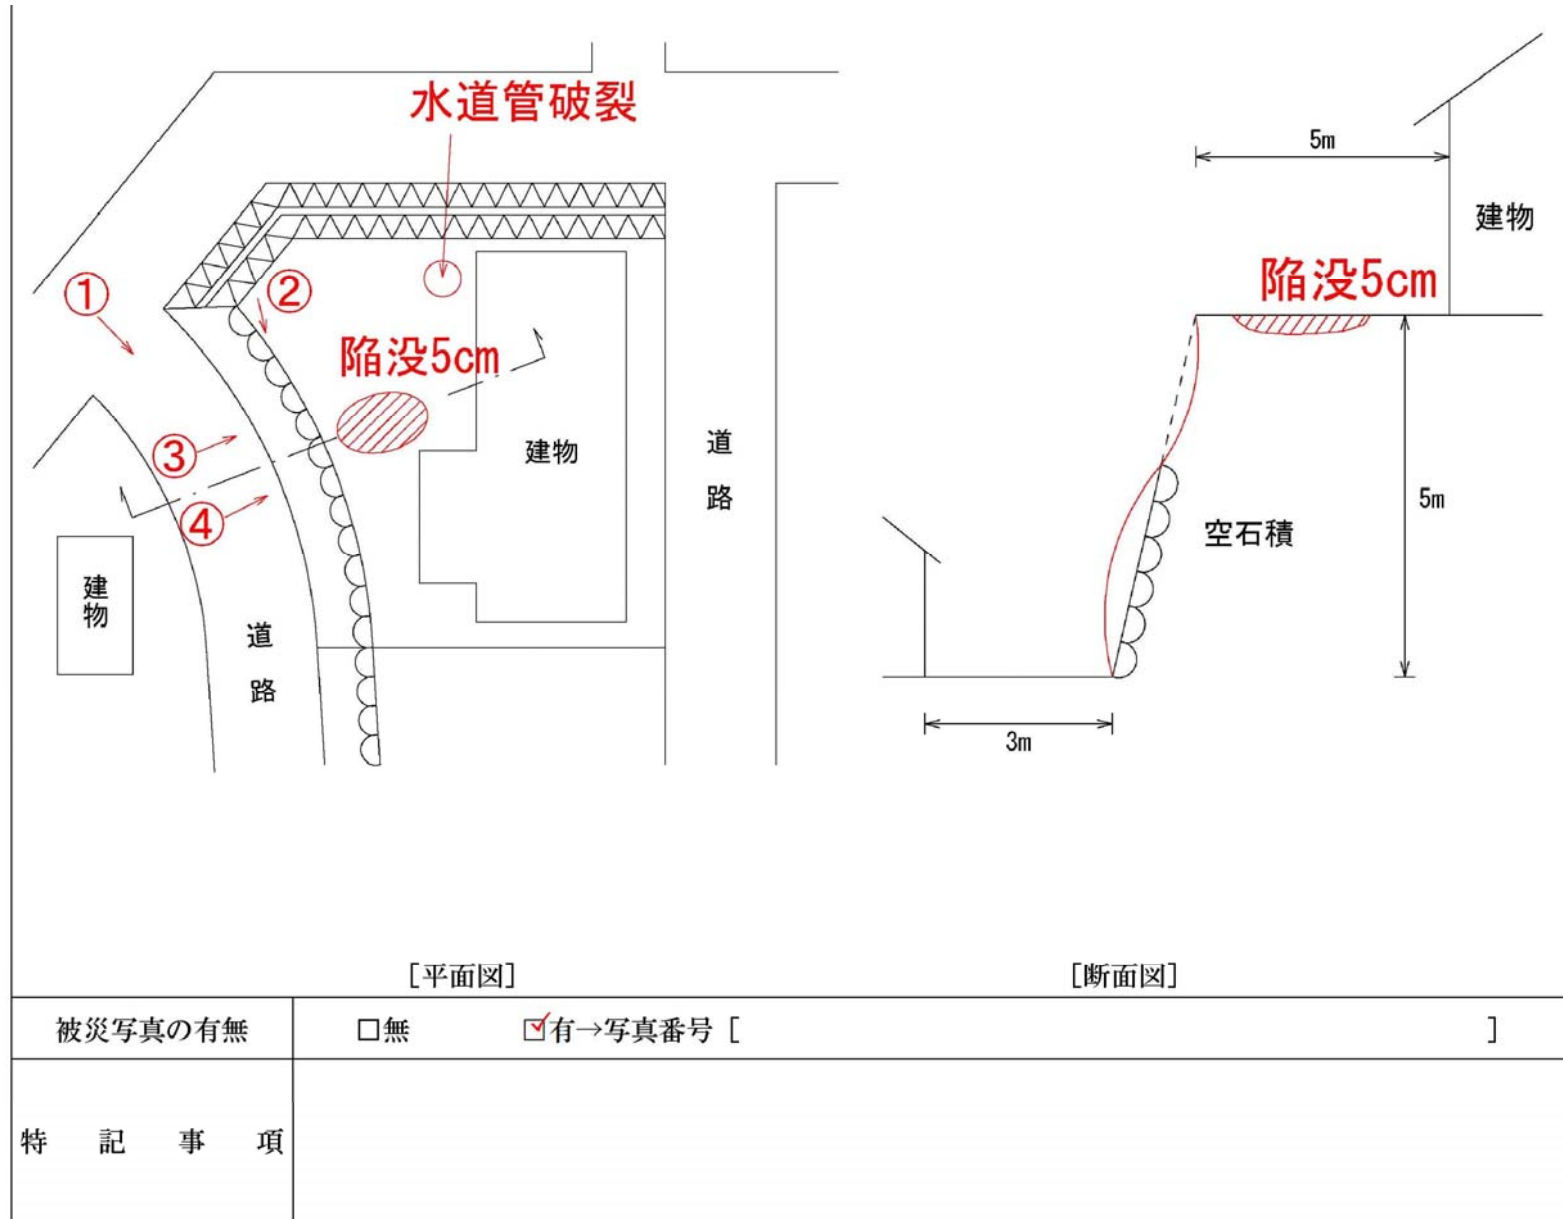 水道管破裂
①
②
陥没5cm
③
④
建物
建物
道路
道路
[平面図]
5m
建物
陥没5cm
空石積
5m
3m
[断面図]
被災写真の有無
□無 ☑有→写真番号 [ ]
特記事項